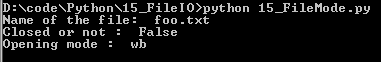 D:\code\Python\15_FileIO>python 15_FileMode.py
Name of the file:  foo.txt
Closed or not :  False
Opening mode :  wb